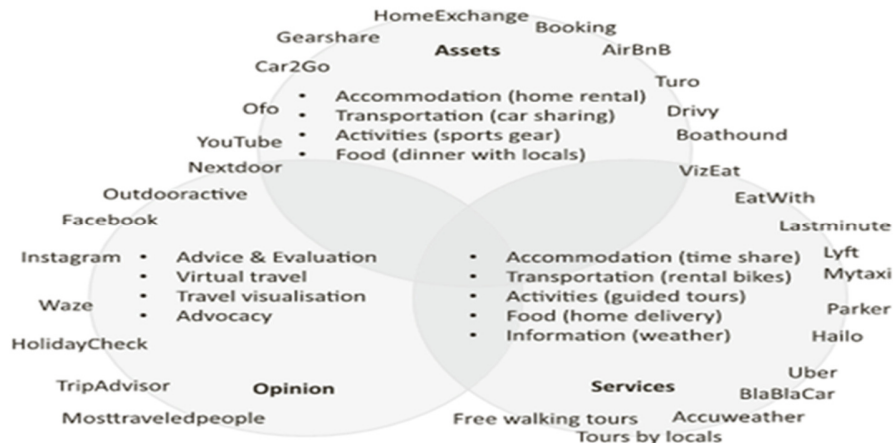 HomeExchange
Booking
Gearshare
Assets
AirBnB
Car2Go
Turo
• Accommodation (home rental)
Ofo
• Transportation (car sharing)
Drivy
• Activities (sports gear)
Boathound
YouTube
• Food (dinner with locals)
Nextdoor
VizEat
Outdooractive
EatWith
Facebook
Lastminute
Instagram
• Advice & Evaluation
• Virtual travel
• Travel visualisation
• Advocacy
• Accommodation (time share)
• Transportation (rental bikes)
• Activities (guided tours)
• Food (home delivery)
• Information (weather)
Lyft
Mytaxi
Waze
Parker
HolidayCheck
Hailo
TripAdvisor
Opinion
Services
Uber
BlaBlaCar
Mosttraveledpeople
Free walking tours
Accuweather
Tours by locals